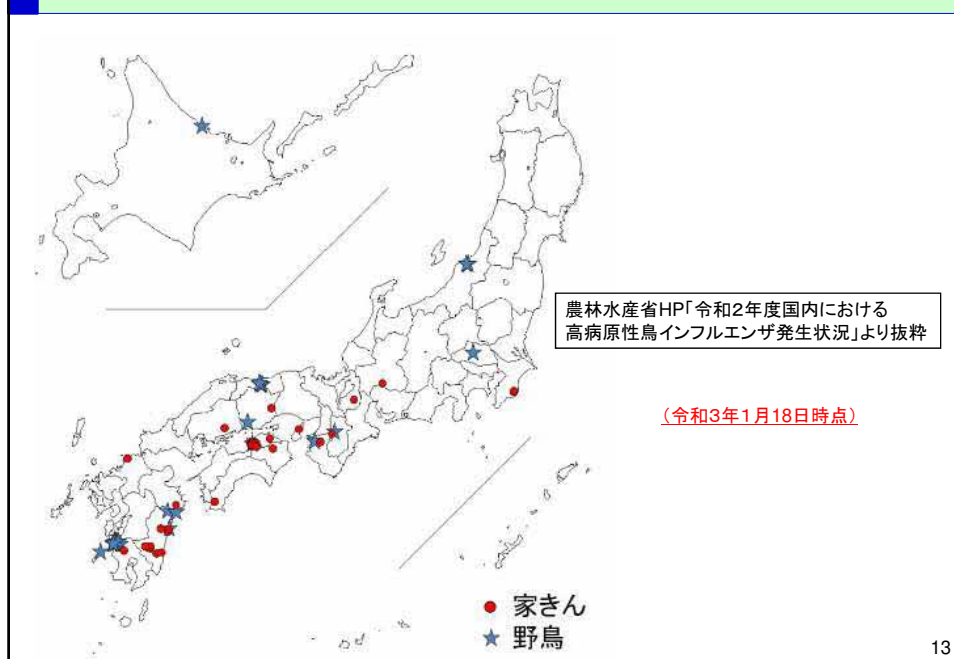 農林水産省HP「令和2年度国内における
高病原性鳥インフルエンザ発生状況」より抜粋
(令和3年1月18日時点)
家きん
野鳥
13